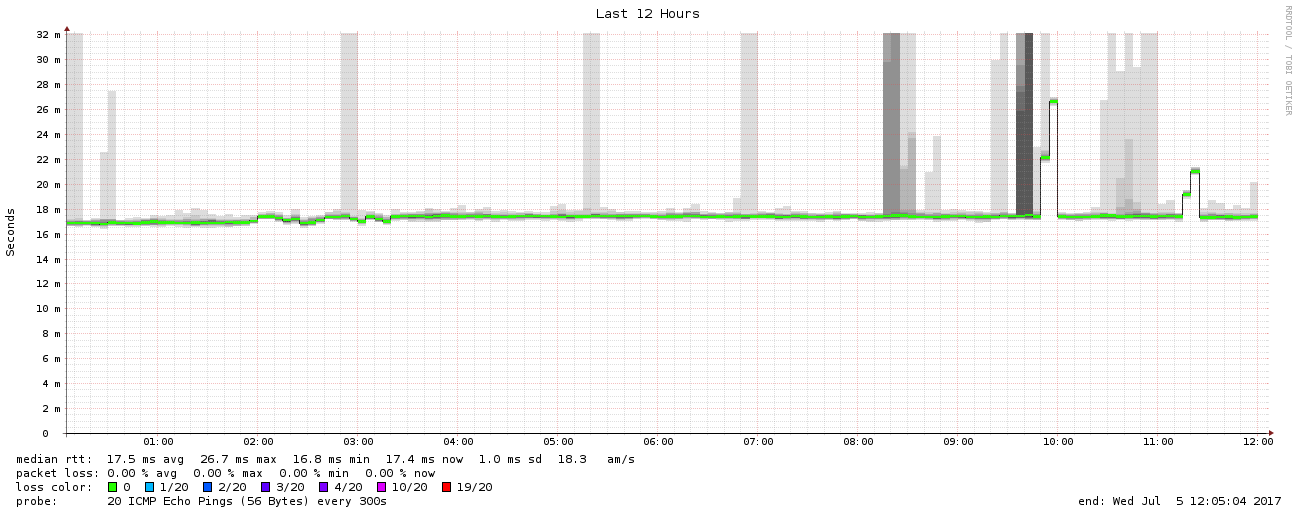 Last 12 Hours
RRDTOOL / TOBI OETIKER
Seconds
32 m
30 m
28 m
26 m
24 m
22 m
20 m
18 m
16 m
14 m
12 m
10 m
8 m
6 m
4 m
2 m
0
01:00 02:00 03:00 04:00 05:00 06:00 07:00 08:00 09:00 10:00 11:00 12:00
median rtt: 17.5 ms avg 26.7 ms max 16.8 ms min 17.4 ms now 1.0 ms sd 18.3 am/s
packet loss: 0.00 % avg 0.00 % max 0.00 % min 0.00 % now
loss color: 0 1/20 2/20 3/20 4/20 10/20 19/20
probe: 20 ICMP Echo Pings (56 Bytes) every 300s end: Wed Jul 5 12:05:04 2017